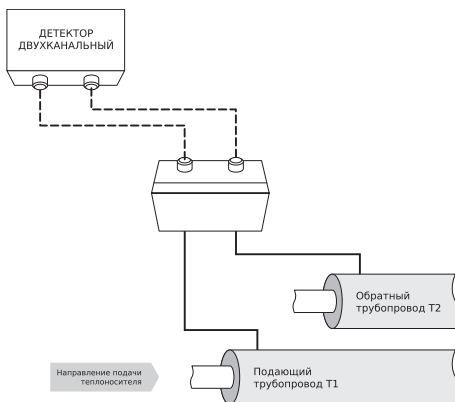 ДЕТЕКТОР
ДВУХКАНАЛЬНЫЙ
Обратный
трубопровод Т2
Направление подачи
теплоносителя
Подающий
трубопровод Т1